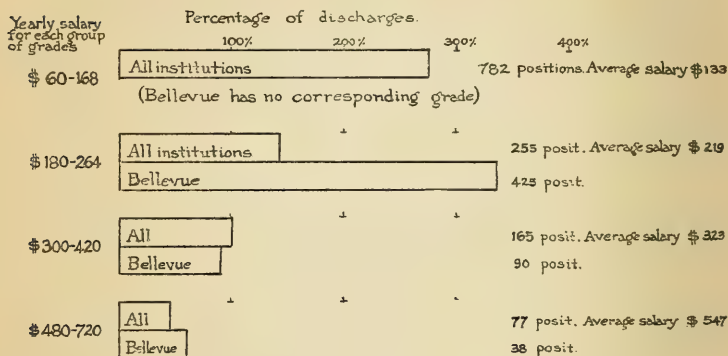 Percentage of discharges.
Yearly salary
for each group
of grades
100% 200% 300% 400%
$ 60-168 All institutions 782 positions. Average salary $133
(Bellevue has no corresponding grade)
$180-264 All institutions 255 posit. Average salary $ 219
Bellevue 425 posit.
$300-420 All 165 posit. Average salary $ 323
Bellevue 90 posit.
$480-720 All 77 posit. Average salary $ 547
Bellevue 38 posit.